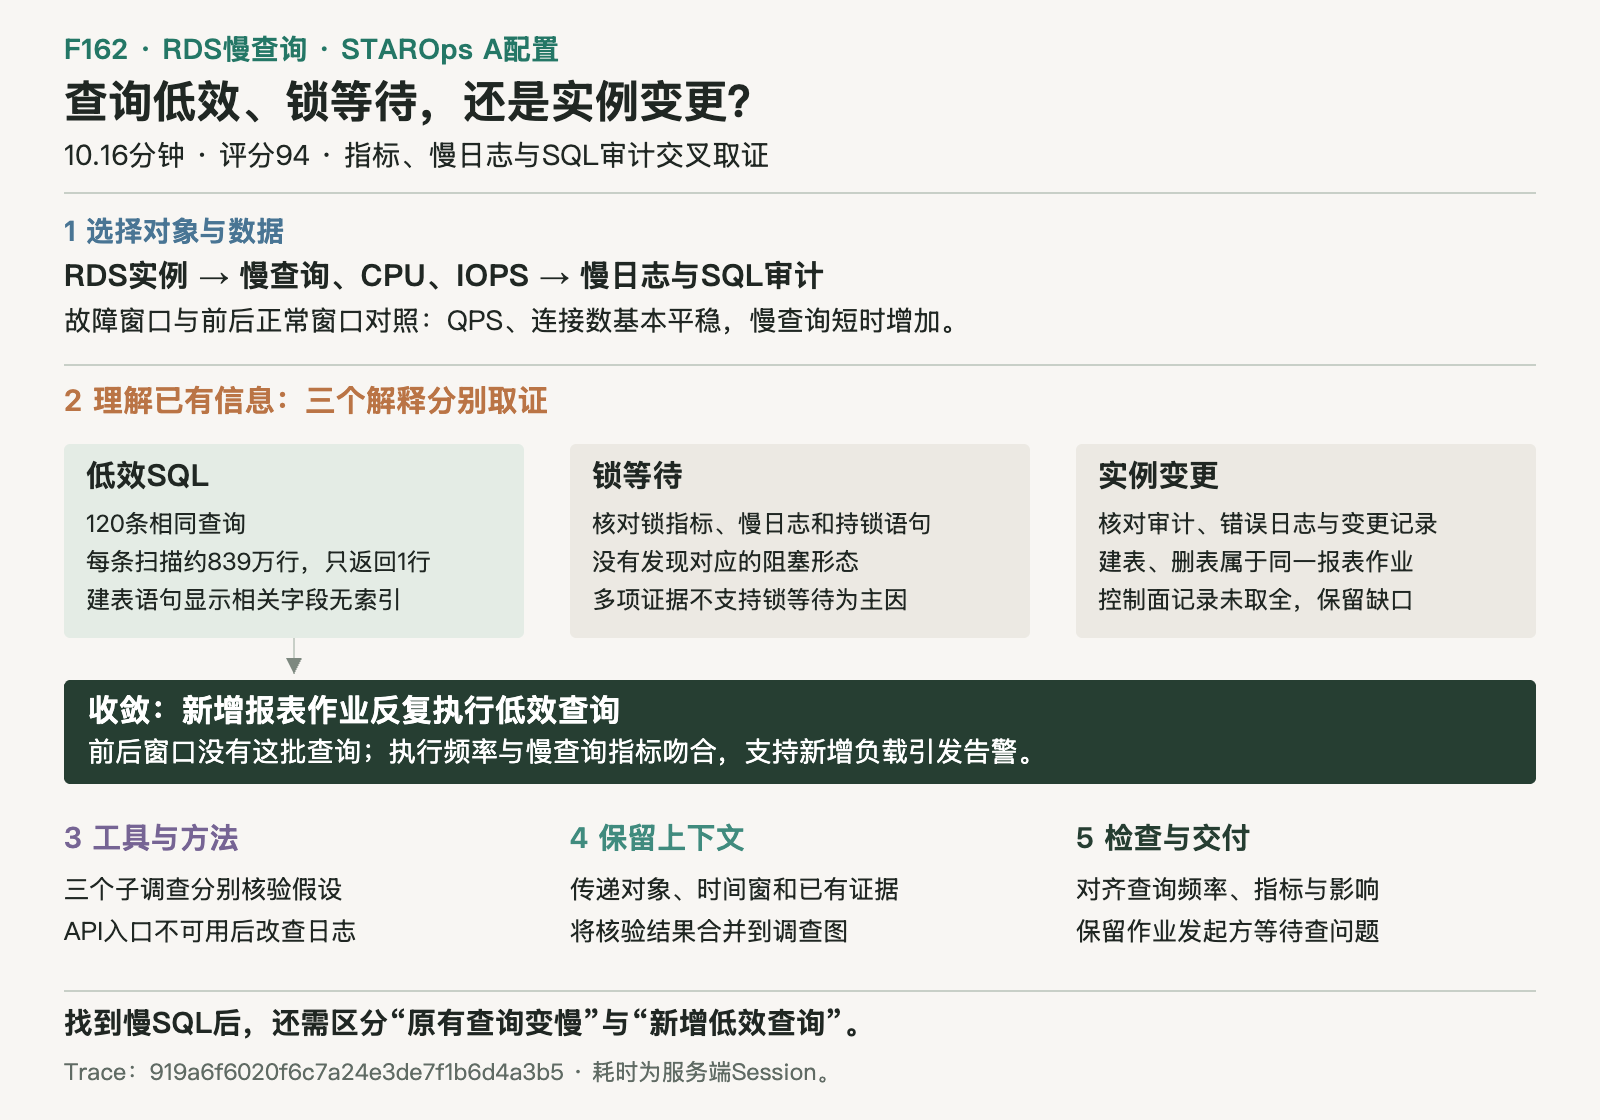 F162 · RDS慢查询 · STAROps A配置
查询低效、锁等待，还是实例变更？
10.16分钟 · 评分94 · 指标、慢日志与SQL审计交叉取证
1 选择对象与数据
RDS实例 → 慢查询、CPU、IOPS → 慢日志与SQL审计
故障窗口与前后正常窗口对照：QPS、连接数基本平稳，慢查询短时增加。
2 理解已有信息：三个解释分别取证
低效SQL
120条相同查询
每条扫描约839万行，只返回1行
建表语句显示相关字段无索引
锁等待
核对锁指标、慢日志和持锁语句
没有发现对应的阻塞形态
多项证据不支持锁等待为主因
实例变更
核对审计、错误日志与变更记录
建表、删表属于同一报表作业
控制面记录未取全，保留缺口
收敛：新增报表作业反复执行低效查询
前后窗口没有这批查询；执行频率与慢查询指标吻合，支持新增负载引发告警。
3 工具与方法
三个子调查分别核验假设
API入口不可用后改查日志
4 保留上下文
传递对象、时间窗和已有证据
将核验结果合并到调查图
5 检查与交付
对齐查询频率、指标与影响
保留作业发起方等待查问题
找到慢SQL后，还需区分“原有查询变慢”与“新增低效查询”。
Trace：919a6f6020f6c7a24e3de7f1b6d4a3b5 · 耗时为服务端Session。